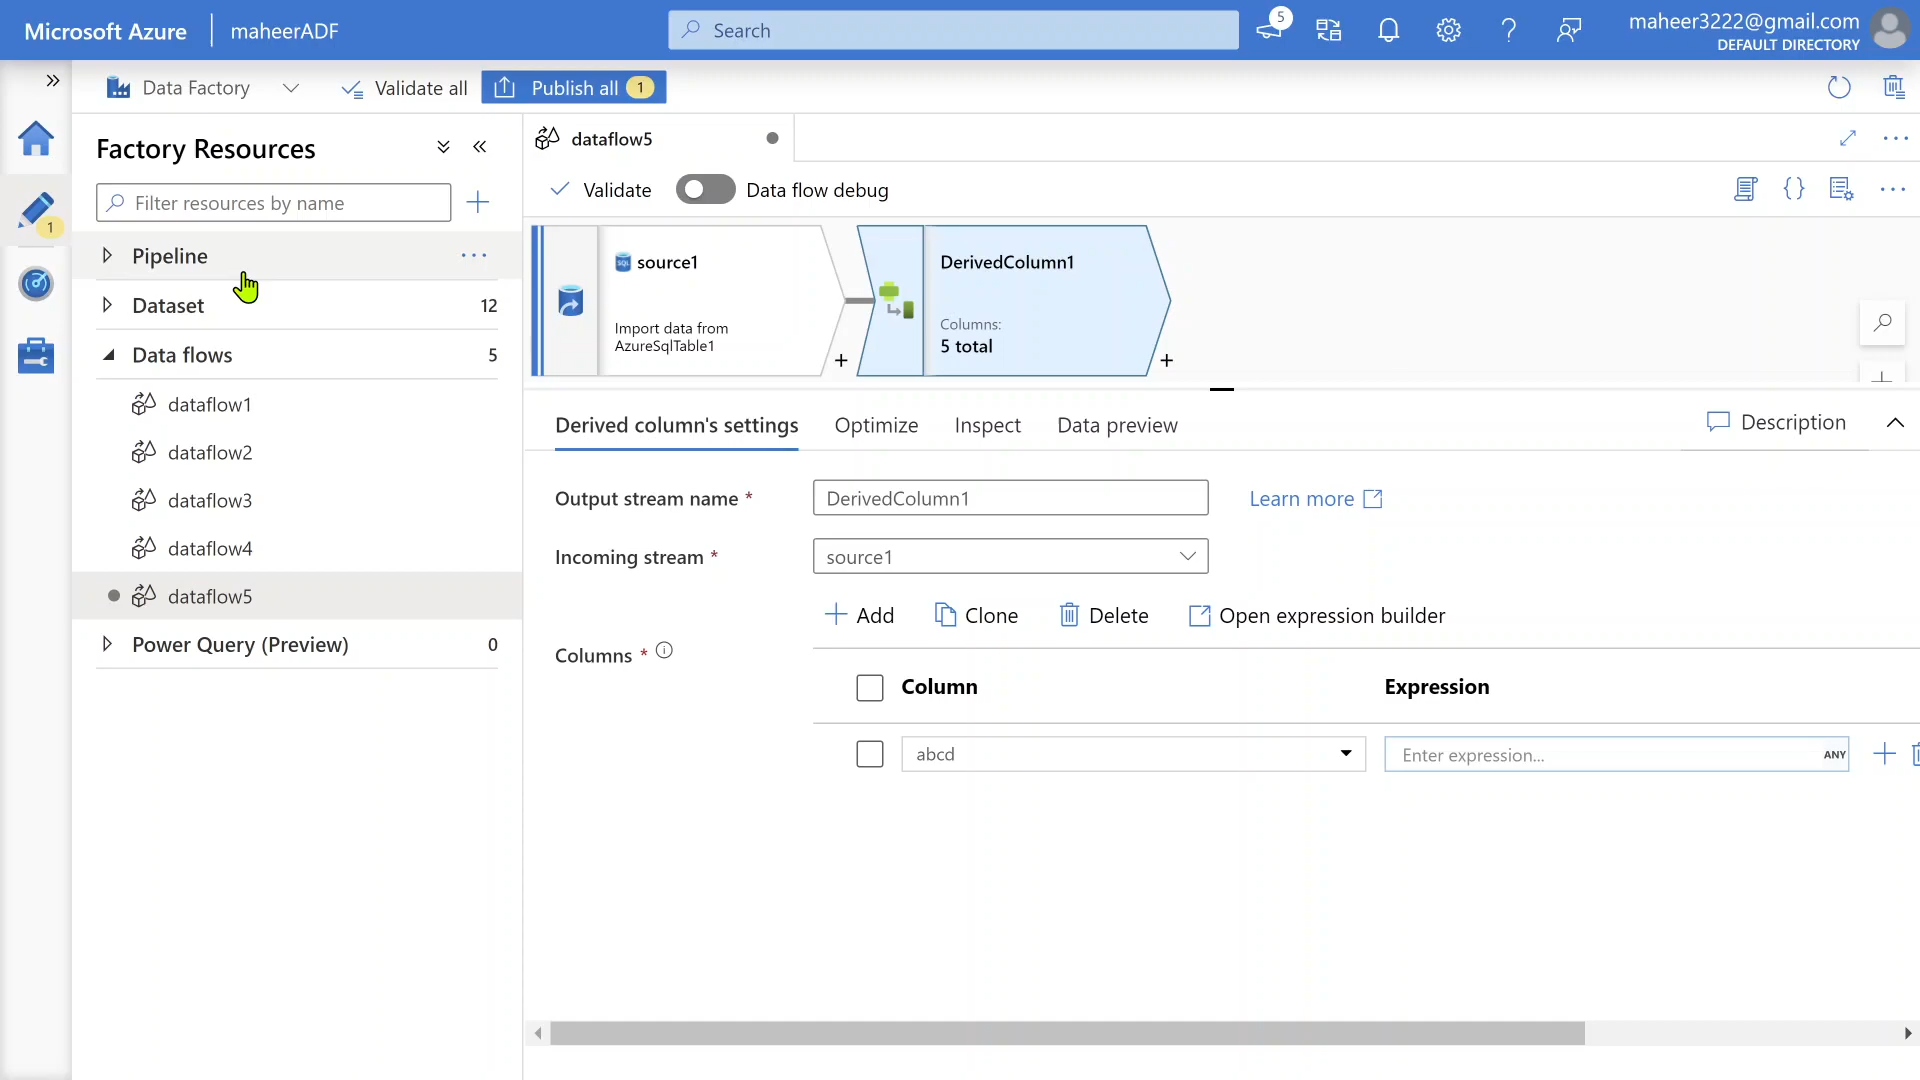 Microsoft Azure
maheerADF
Search
5
maheer3222@gmail.com
DEFAULT DIRECTORY
Data Factory
Validate all
Publish all 1
1
Factory Resources
Filter resources by name
Pipeline
Dataset 12
Data flows 5
dataflow1
dataflow2
dataflow3
dataflow4
dataflow5
Power Query (Preview) 0
dataflow5
Validate
Data flow debug
SQL
source1
Import data from
AzureSqlTable1
+
DerivedColumn1
Columns:
5 total
+
Derived column's settings
Optimize
Inspect
Data preview
Description
Output stream name *
DerivedColumn1
Learn more
Incoming stream *
source1
Add
Clone
Delete
Open expression builder
Columns *
Column
Expression
abcd
Enter expression...
ANY